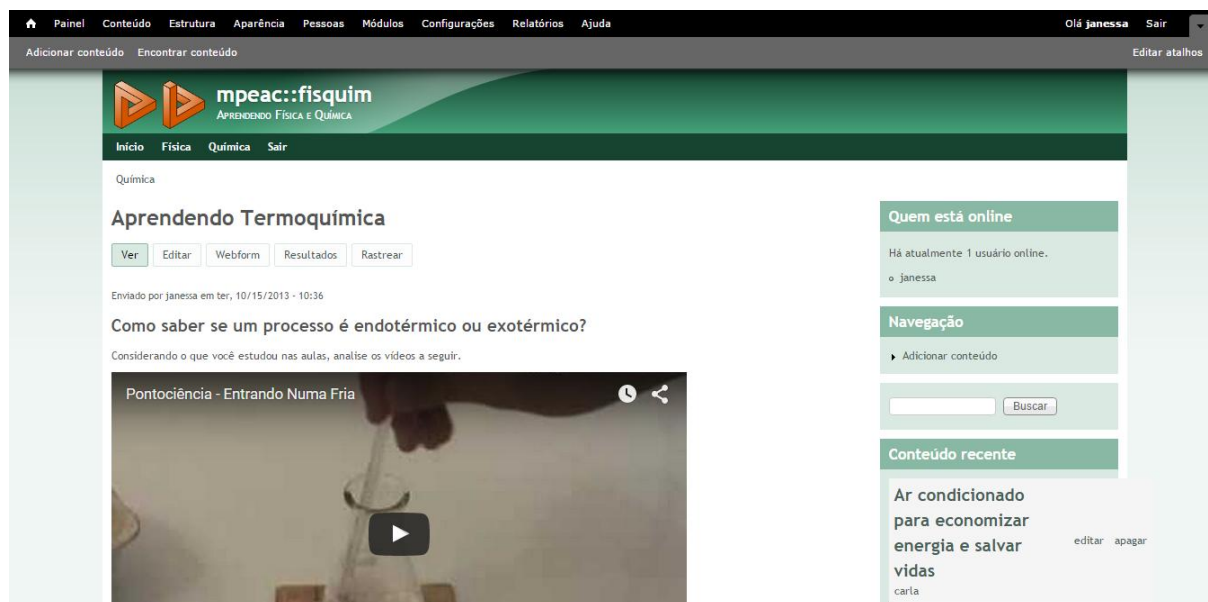 Painel Conteúdo Estrutura Aparência Pessoas Módulos Configurações Relatórios Ajuda Olá janessa Sair
Adicionar conteúdo Encontrar conteúdo Editar atalhos
mpeac::fisquim
Aprendendo Física e Química
Início Física Química Sair
Química
Aprendendo Termoquímica
Ver Editar Webform Resultados Rastrear
Enviado por janessa em ter, 10/15/2013 - 10:36
Como saber se um processo é endotérmico ou exotérmico?
Considerando o que você estudou nas aulas, analise os vídeos a seguir.
Pontociência - Entrando Numa Fria
Quem está online
Há atualmente 1 usuário online.
janessa
Navegação
Adicionar conteúdo
Buscar
Conteúdo recente
Ar condicionado
para economizar
energia e salvar
vidas
carla
editar apagar